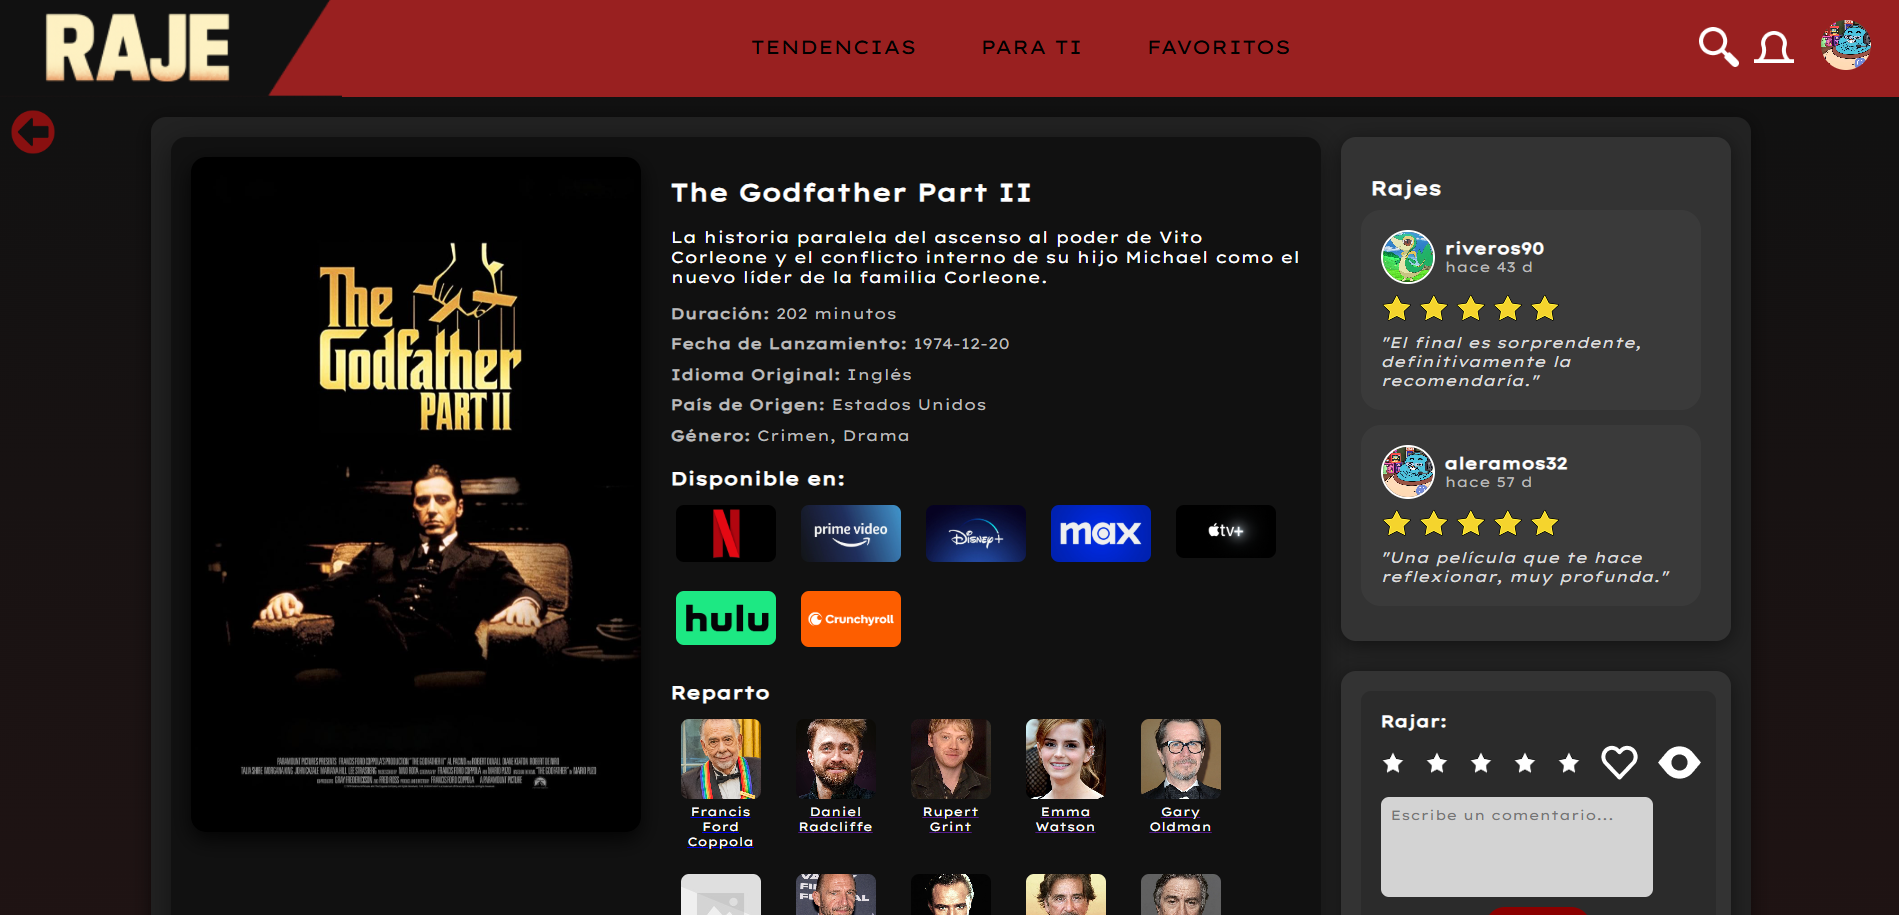 RAJE
TENDENCIAS
PARA TI
FAVORITOS
The
Godfather
PART II
The Godfather Part II
La historia paralela del ascenso al poder de Vito
Corleone y el conflicto interno de su hijo Michael como el
nuevo líder de la familia Corleone.
Duración: 202 minutos
Fecha de Lanzamiento: 1974-12-20
Idioma Original: Inglés
País de Origen: Estados Unidos
Género: Crimen, Drama
Disponible en:
N
prime video
Disney+
max
tv+
hulu
Crunchyroll
Reparto
Francis
Ford
Coppola
Daniel
Radcliffe
Rupert
Grint
Emma
Watson
Gary
Oldman
Rajes
riveros90
hace 43 d
"El final es sorprendente,
definitivamente la
recomendaría."
aleramos32
hace 57 d
"Una película que te hace
reflexionar, muy profunda."
Rajar:
Escribe un comentario...